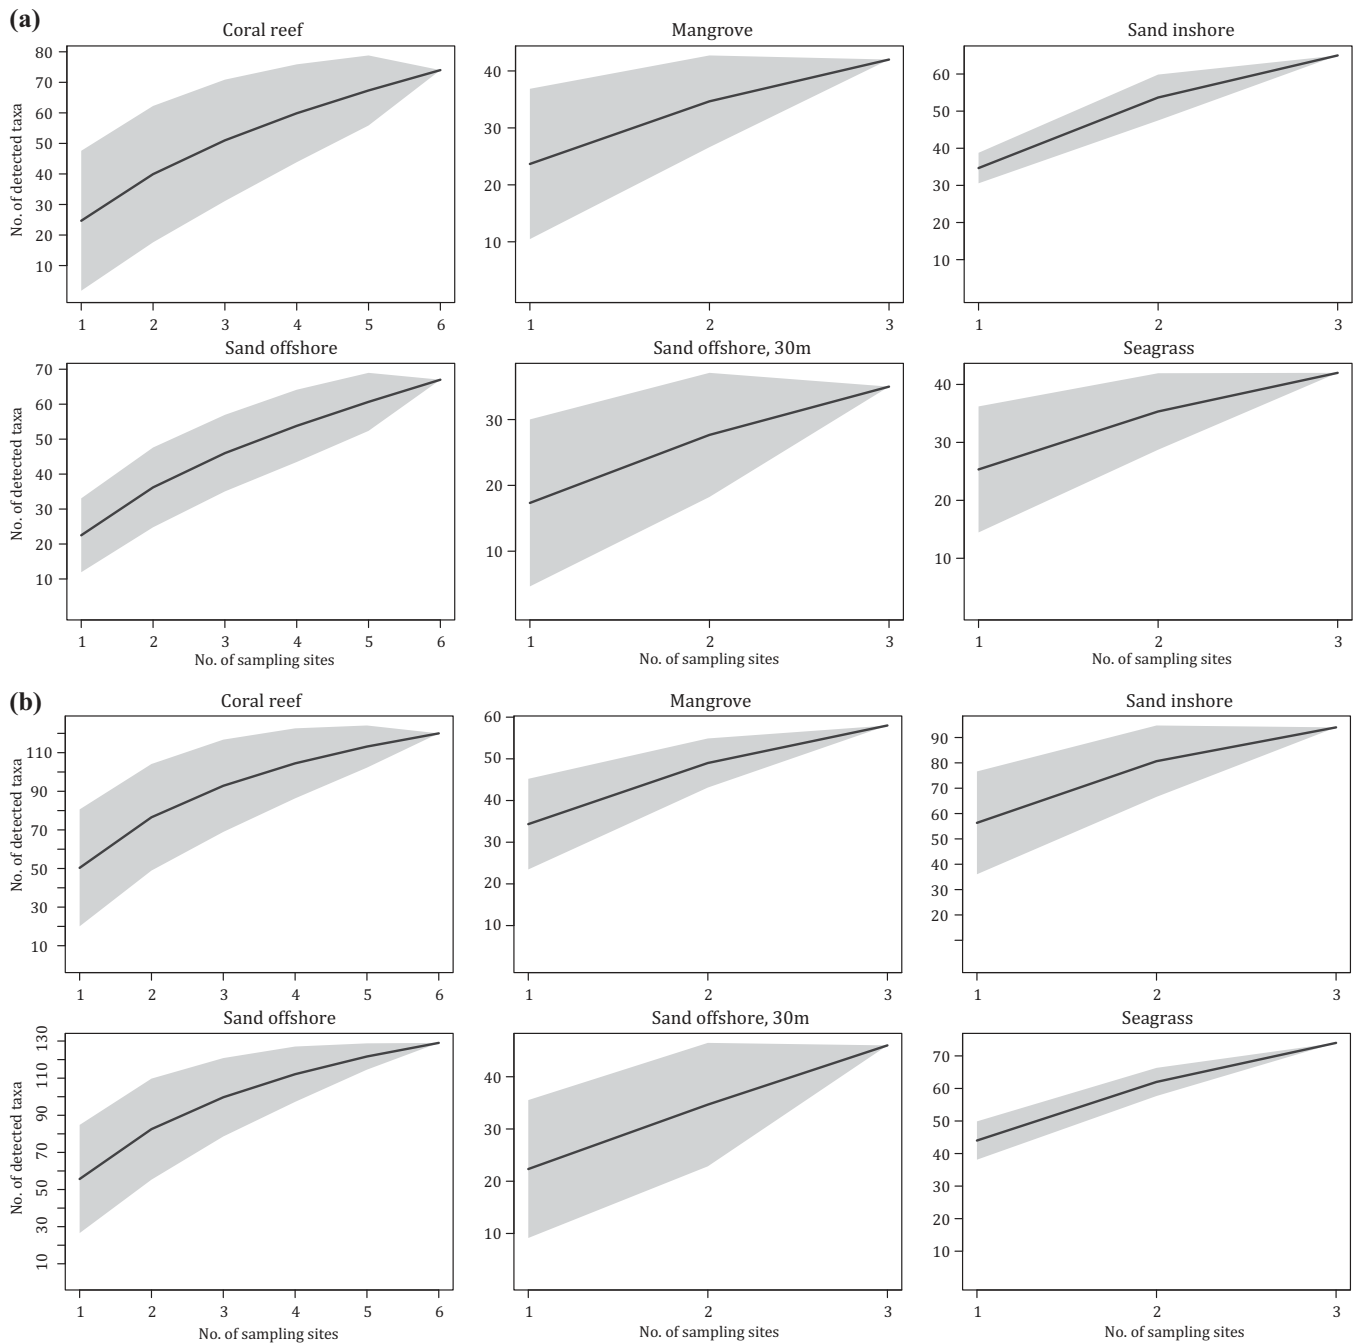 (a)
Coral reef
Mangrove
Sand inshore
No. of detected taxa
80
70
60
50
40
30
20
10
1 2 3 4 5 6
40
30
20
10
1 2 3
60
50
40
30
20
10
1 2 3
Sand offshore
Sand offshore, 30m
Seagrass
No. of detected taxa
70
60
50
40
30
20
10
1 2 3 4 5 6
No. of sampling sites
30
20
10
1 2 3
No. of sampling sites
40
30
20
10
1 2 3
No. of sampling sites
(b)
Coral reef
Mangrove
Sand inshore
No. of detected taxa
110
90
70
50
30
10
1 2 3 4 5 6
60
50
40
30
20
10
1 2 3
90
80
70
60
50
40
30
20
1 2 3
Sand offshore
Sand offshore, 30m
Seagrass
No. of detected taxa
130
110
90
70
50
30
10
1 2 3 4 5 6
No. of sampling sites
40
30
20
10
1 2 3
No. of sampling sites
70
60
50
40
30
20
10
1 2 3
No. of sampling sites